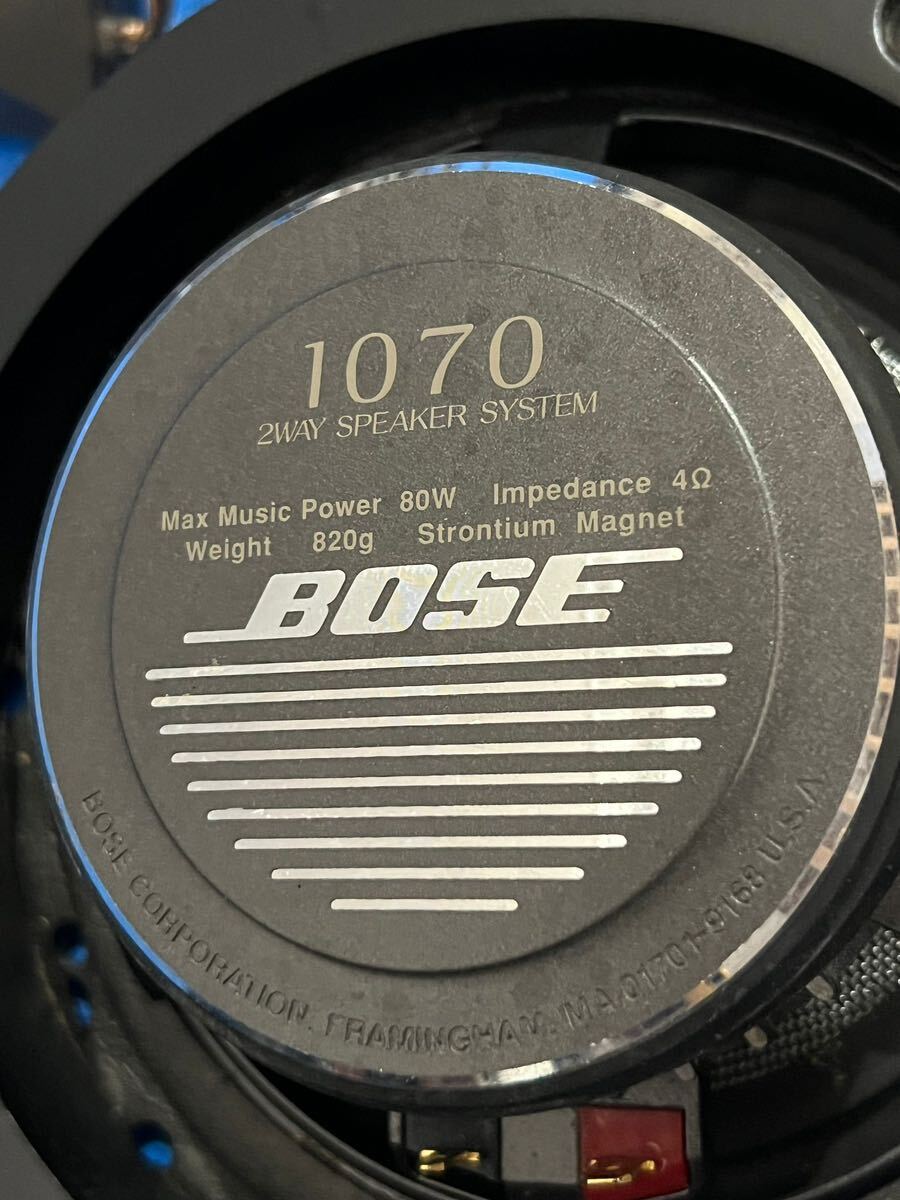 1070
2WAY SPEAKER SYSTEM
Max Music Power 80W Impedance 4Ω
Weight 820g Strontium Magnet
BOSE
BOSE CORPORATION. FRAMINGHAM. MA 01701-9168 U.S.A.